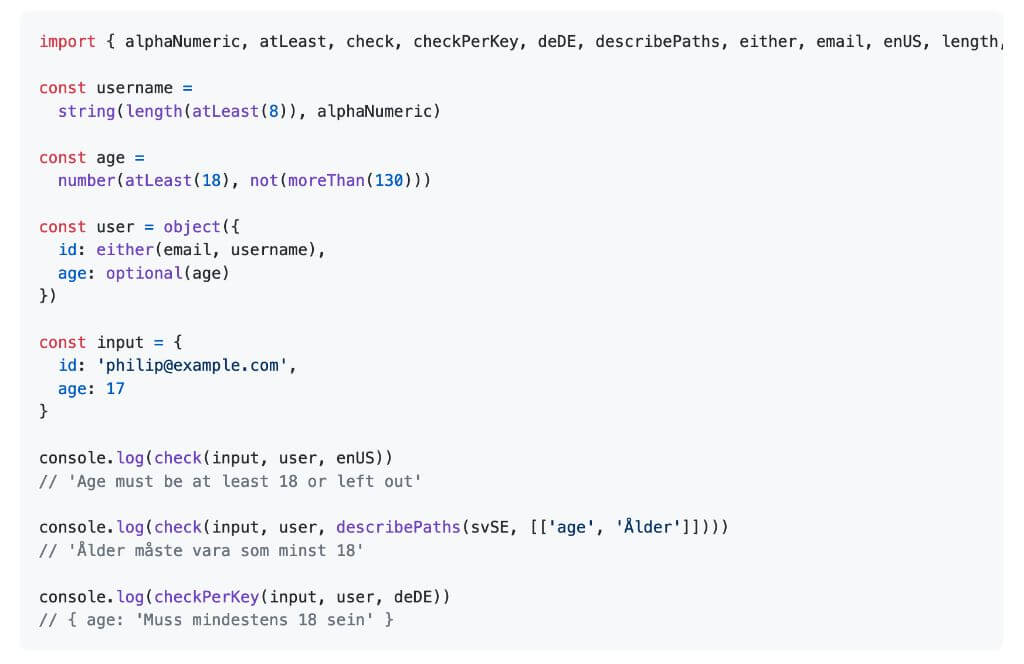 import { alphaNumeric, atLeast, check, checkPerKey, deDE, describePaths, either, email, enUS, length,
const username =
string(length(atLeast(8)), alphaNumeric)
const age =
number(atLeast(18), not(moreThan(130)))
const user = object({
id: either(email, username),
age: optional(age)
})
const input = {
id: 'philip@example.com',
age: 17
}
console.log(check(input, user, enUS))
// 'Age must be at least 18 or left out'
console.log(check(input, user, describePaths(svSE, [['age', 'Ålder']])))
// 'Ålder måste vara som minst 18'
console.log(checkPerKey(input, user, deDE))
// { age: 'Muss mindestens 18 sein' }